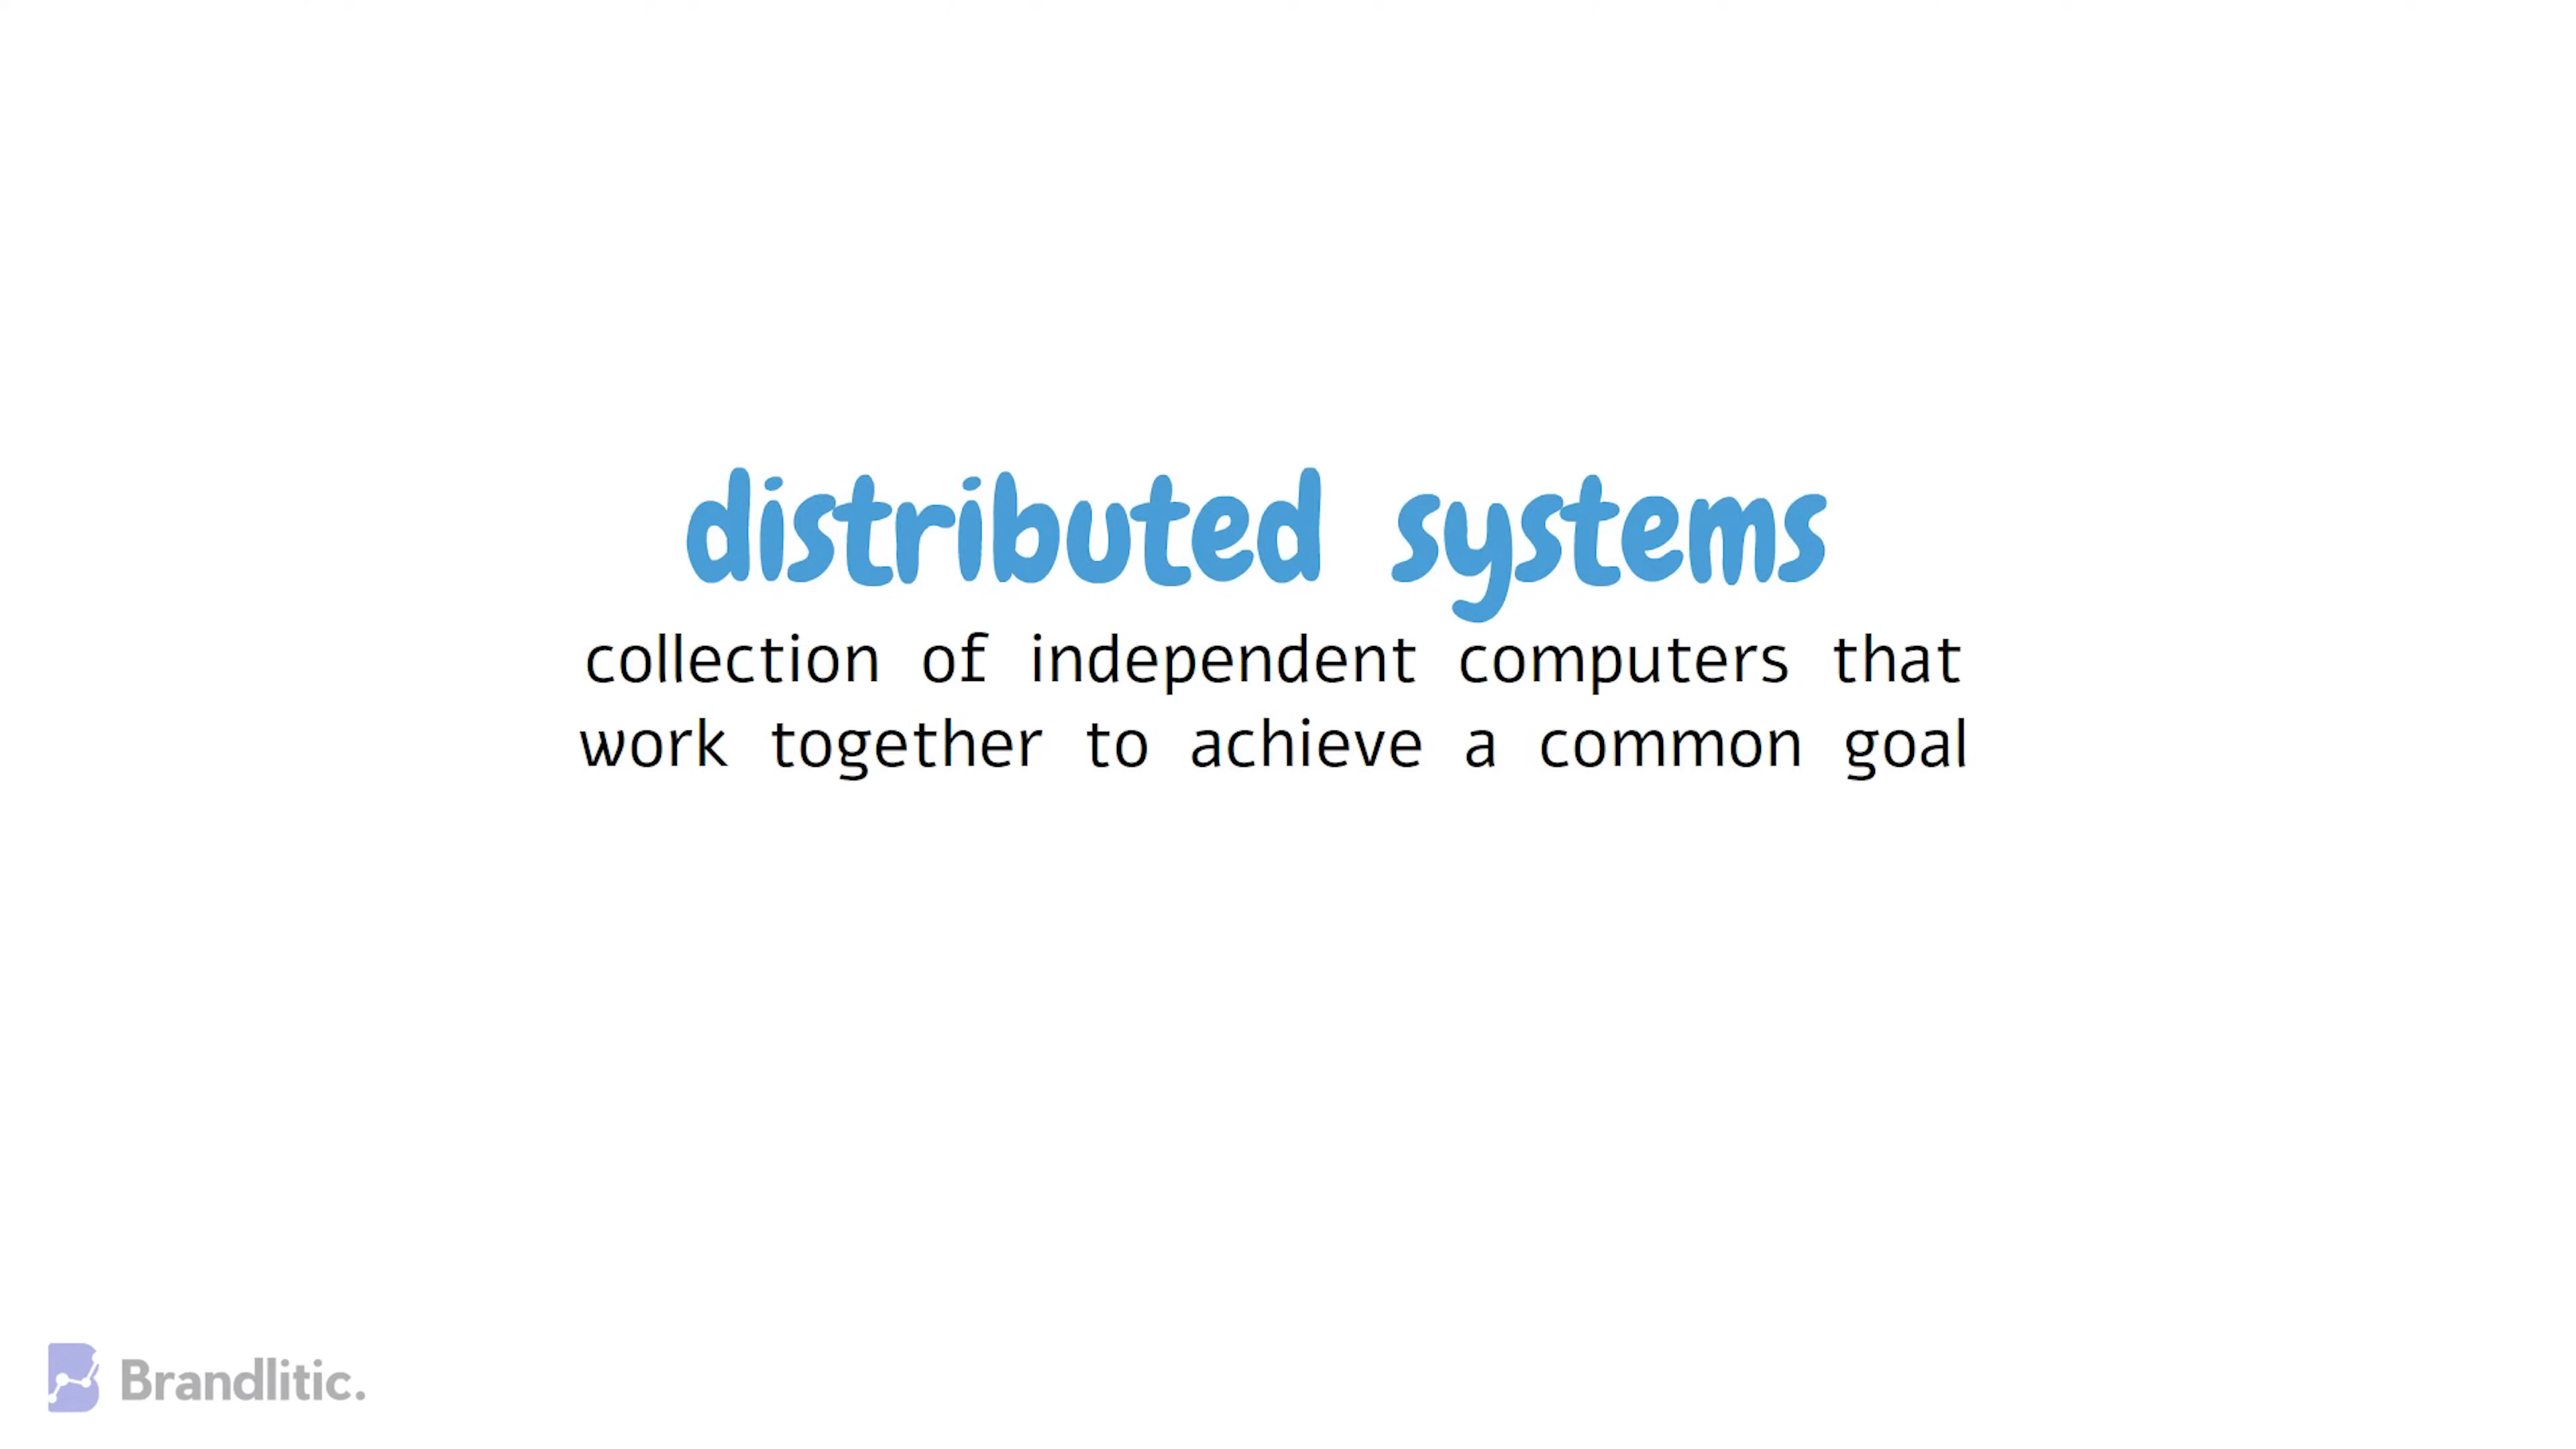 distributed systems
collection of independent computers that
work together to achieve a common goal
Brandlitic.